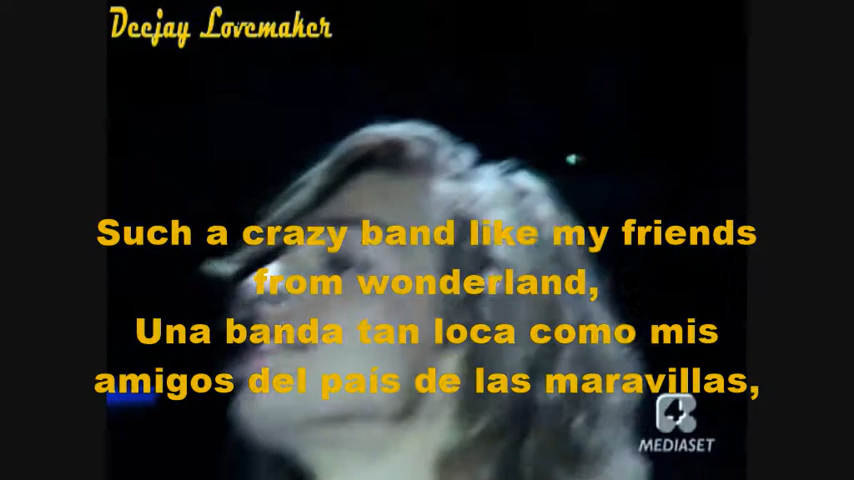 Deejay Lovemaker
Such a crazy band like my friends
from wonderland,
Una banda tan loca como mis
amigos del pais de las maravillas,
4
MEDIASET